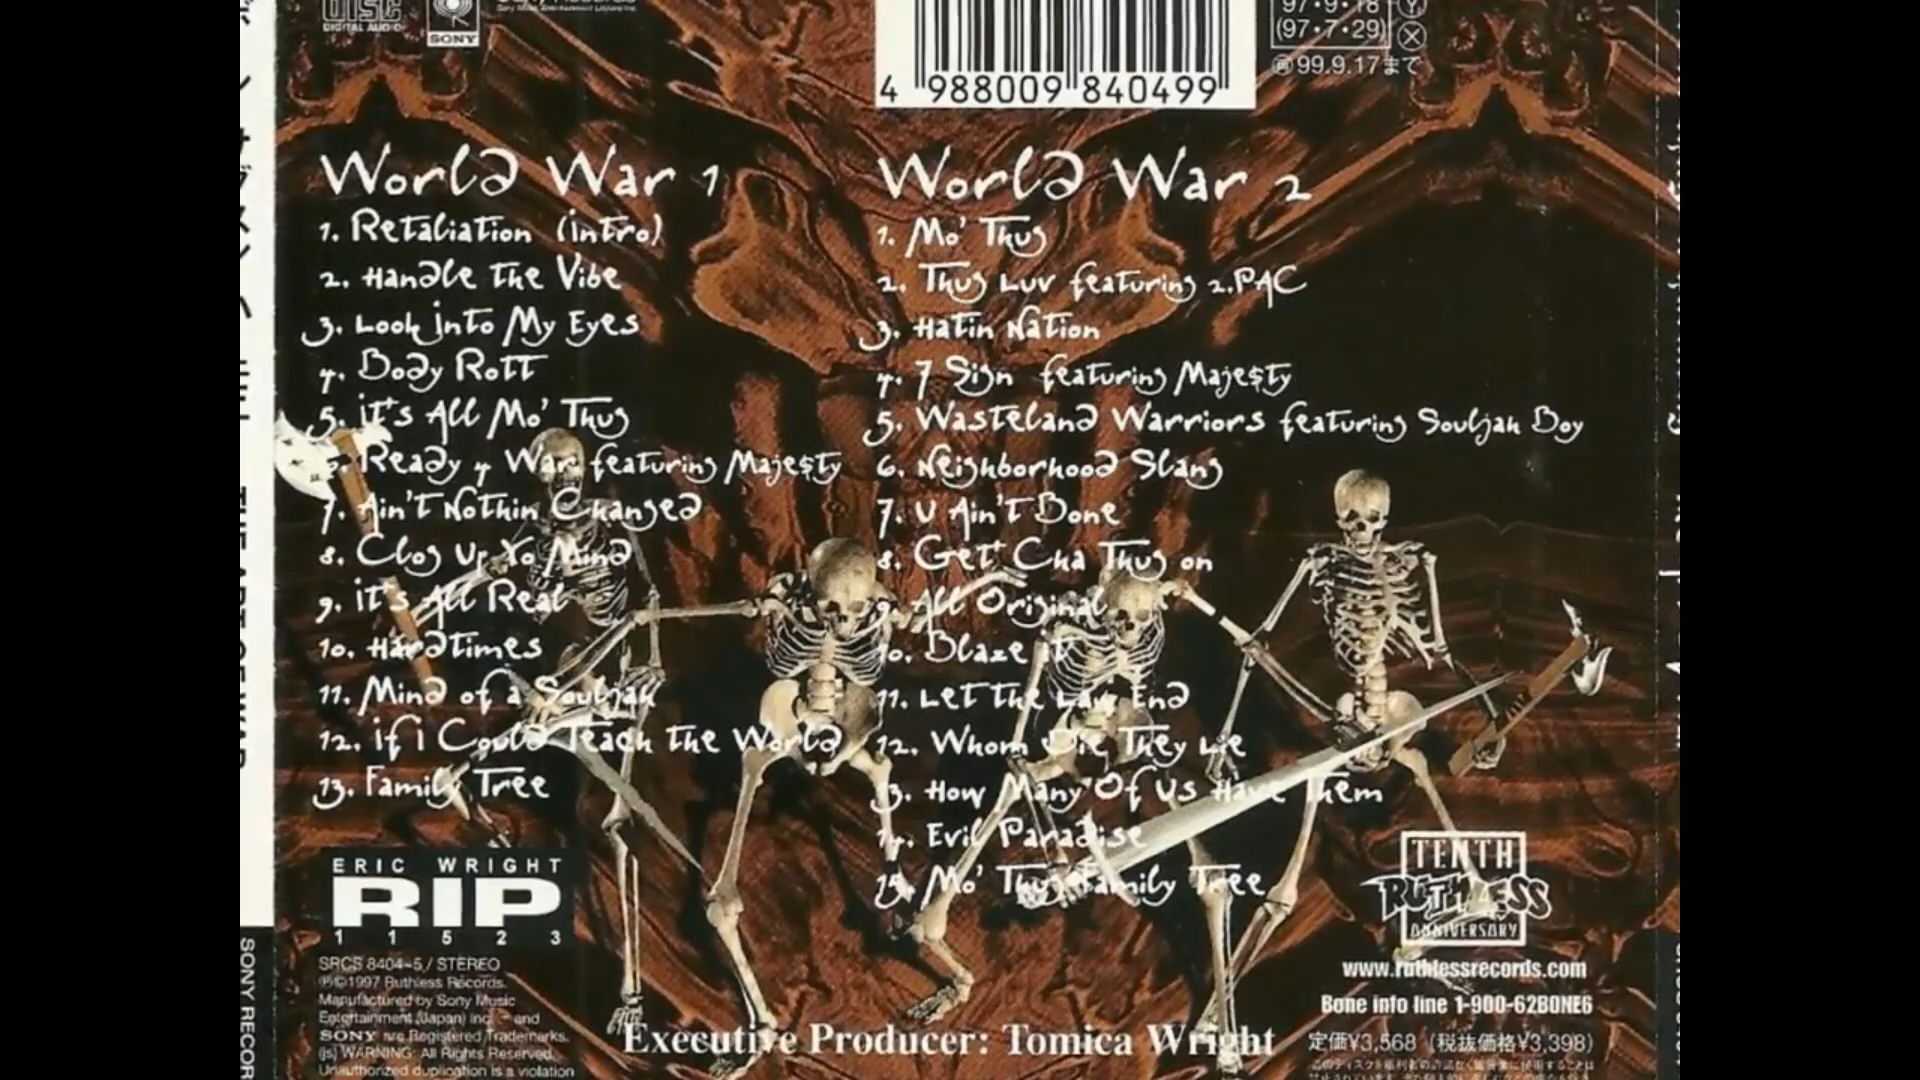 DISC
DIGITAL AUDIO
SONY
4 988009 840499
97・9・18 Ⓨ
(97・7・29) Ⓧ
99.9.17まで
World War 1
1. Retaliation (intro)
2. Handle the Vibe
3. Look into My Eyes
4. Body Rott
5. it's All Mo' Thug
6. Ready 4 War featuring Maje$ty
7. Ain't Nothin Changed
8. Clog Up Yo Mind
9. it's All Real
10. Hardtimes
11. Mind of a Souljah
12. if i Could Teach the World
13. Family Tree
World War 2
1. Mo' Thug
2. Thug Luv featuring 2.PAC
3. Hatin Nation
4. 7 Sign featuring Maje$ty
5. Wasteland Warriors featuring Souljah Boy
6. Neighborhood Slang
7. U Ain't Done
8. Get' Cha Thug on
9. All Original
10. Blaze it
11. Let the Law End
12. Whom Die They Lie
13. How Many Of Us Have Them
14. Evil Paradise
15. Mo' Thug Family Tree
ERIC WRIGHT
RIP
1 1 5 2 3
SRCS 8404~5 / STEREO
℗©1997 Ruthless Records.
Manufactured by Sony Music
Entertainment (Japan) Inc. and
SONY are Registered Trademarks.
(js) WARNING: All Rights Reserved.
Unauthorized duplication is a violation
Executive Producer: Tomica Wright
TENTH
RUTHLESS
ANNIVERSARY
www.ruthlessrecords.com
Bone info line 1-900-62BONE6
定価¥3,568 (税抜価格¥3,398)
SONY RECOR